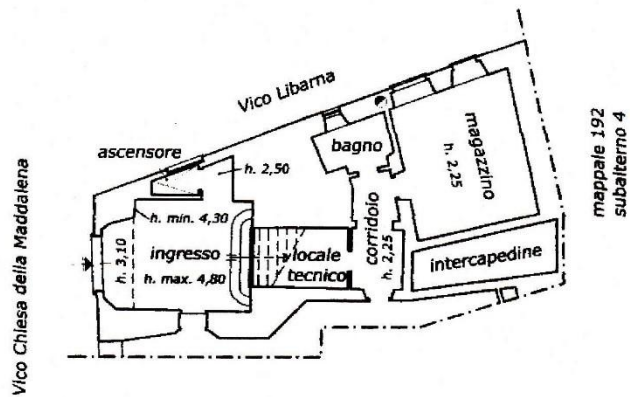 Vico Libarna
ascensore
h. 2,50
bagno
magazzino
h. 2,25
mappale 192
subalterno 4
Vico Chiesa della Maddalena
h. min. 4,30
h. 3,10
ingresso
h. max. 4,80
locale
tecnico
corridoio
h. 2,25
intercapedine